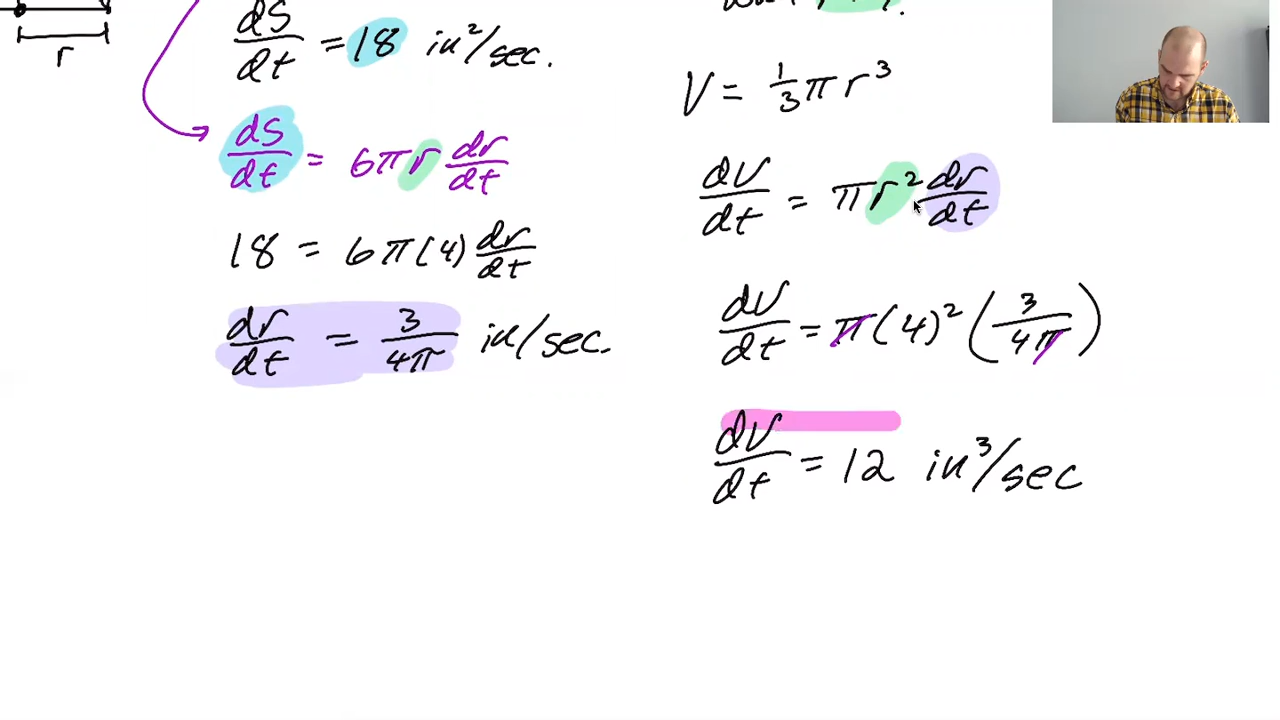 r
dS/dt = 18 in²/sec.
dS/dt = 6πr dr/dt
18 = 6π(4) dr/dt
dr/dt = 3/4π in/sec.
V = 1/3 πr³
dV/dt = πr² dr/dt
dV/dt = π(4)² (3/4π)
dV/dt = 12 in³/sec